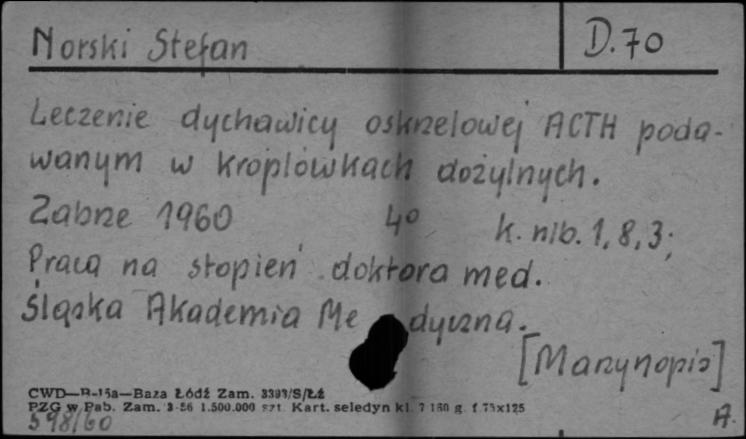 Norski Stefan
D.70
Leczenie dychawicy oskrzelowej ACTH poda-
wanym w kroplówkach dożylnych.
Zabrze 1960 4° k. nlb. 1, 8, 3;
Praca na stopień doktora med.
Śląska Akademia Me dyczna.
[Maszynopis]
CWD—B-15a—Baza Łódź Zam. 3393/S/Łź
PZG w Pab. Zam. 3-56 1.500.000 szt. Kart. seledyn kl. 7 180 g. f. 75x125
598/60
A.